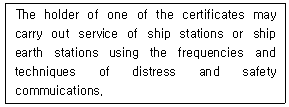 The holder of one of the certificates may
carry out service of ship stations or ship
earth stations using the frequencies and
techniques of distress and safety
commuications.